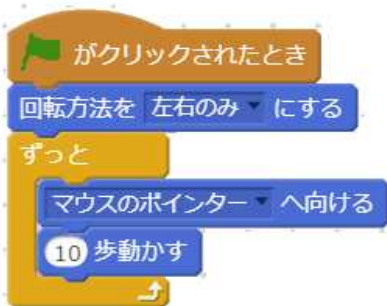 がクリックされたとき
回転方法を 左右のみ にする
ずっと
マウスのポインター へ向ける
10 歩動かす